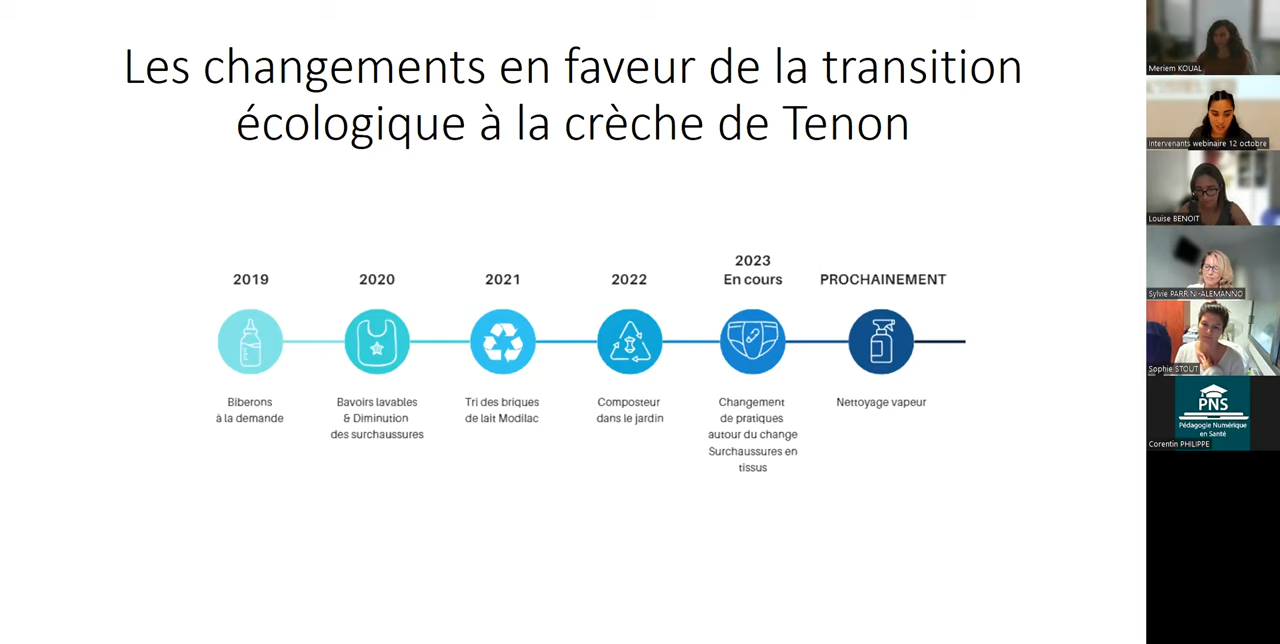 Les changements en faveur de la transition
écologique à la crèche de Tenon
2019
2020
2021
2022
2023
En cours
PROCHAINEMENT
Biberons
à la demande
Bavoirs lavables
& Diminution
des surchaussures
Tri des briques
de lait Modilac
Composteur
dans le jardin
Changement
de pratiques
autour du change
Surchaussures en
tissus
Nettoyage vapeur
Meriem KOUAL
Intervenants webinaire 12 octobre
Louise BENOIT
Sylvie PARRINI-ALEMANNO
Sophie STOUT
PNS
Pédagogie Numérique
en Santé
Corentin PHILIPPE